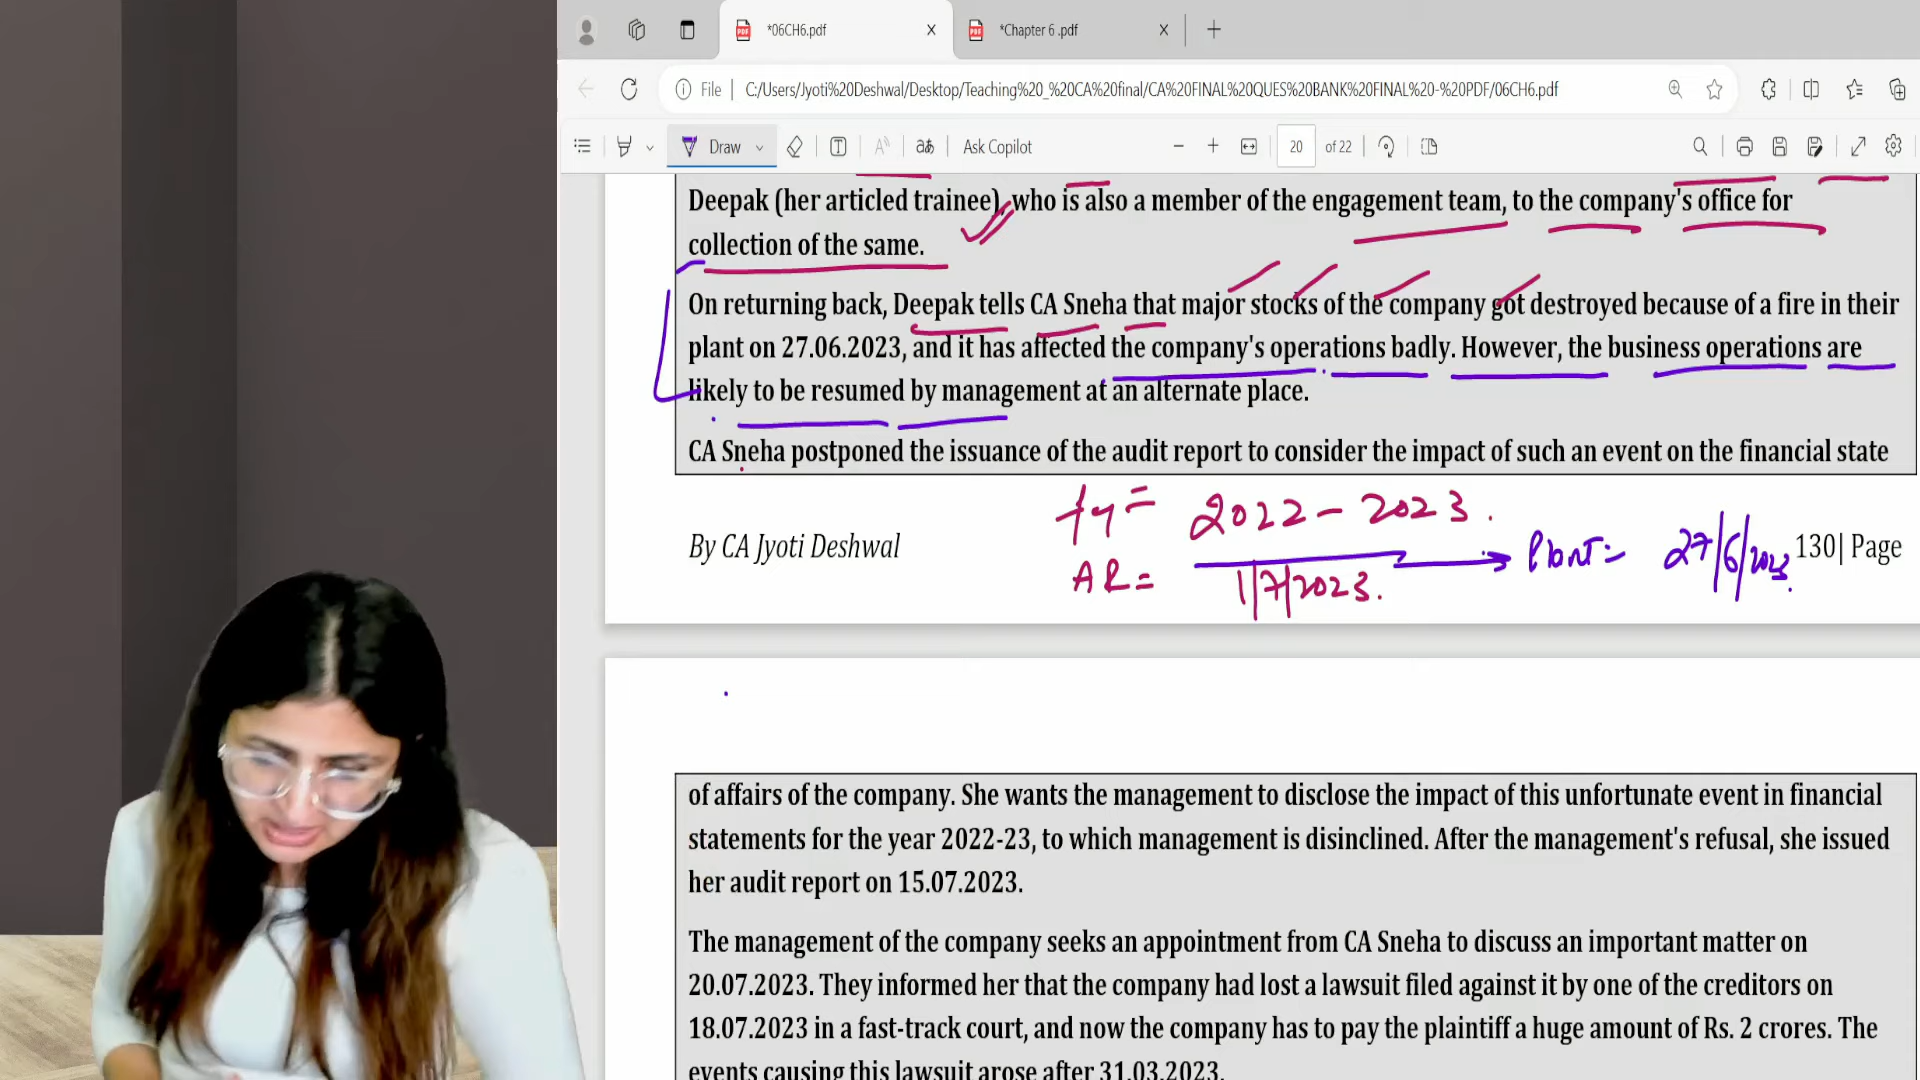 *06CH6.pdf
*Chapter 6 .pdf
File C:/Users/Jyoti%20Deshwal/Desktop/Teaching%20_%20CA%20final/CA%20FINAL%20QUES%20BANK%20FINAL%20-%20PDF/06CH6.pdf
Draw aあ Ask Copilot 20 of 22
Deepak (her articled trainee), who is also a member of the engagement team, to the company's office for
collection of the same.
On returning back, Deepak tells CA Sneha that major stocks of the company got destroyed because of a fire in their
plant on 27.06.2023, and it has affected the company's operations badly. However, the business operations are
likely to be resumed by management at an alternate place.
CA Sneha postponed the issuance of the audit report to consider the impact of such an event on the financial state
fy = 2022 - 2023.
By CA Jyoti Deshwal
Plant = 27/6/2023.
130| Page
AR = 1/7/2023.
of affairs of the company. She wants the management to disclose the impact of this unfortunate event in financial
statements for the year 2022-23, to which management is disinclined. After the management's refusal, she issued
her audit report on 15.07.2023.
The management of the company seeks an appointment from CA Sneha to discuss an important matter on
20.07.2023. They informed her that the company had lost a lawsuit filed against it by one of the creditors on
18.07.2023 in a fast-track court, and now the company has to pay the plaintiff a huge amount of Rs. 2 crores. The
events causing this lawsuit arose after 31.03.2023.